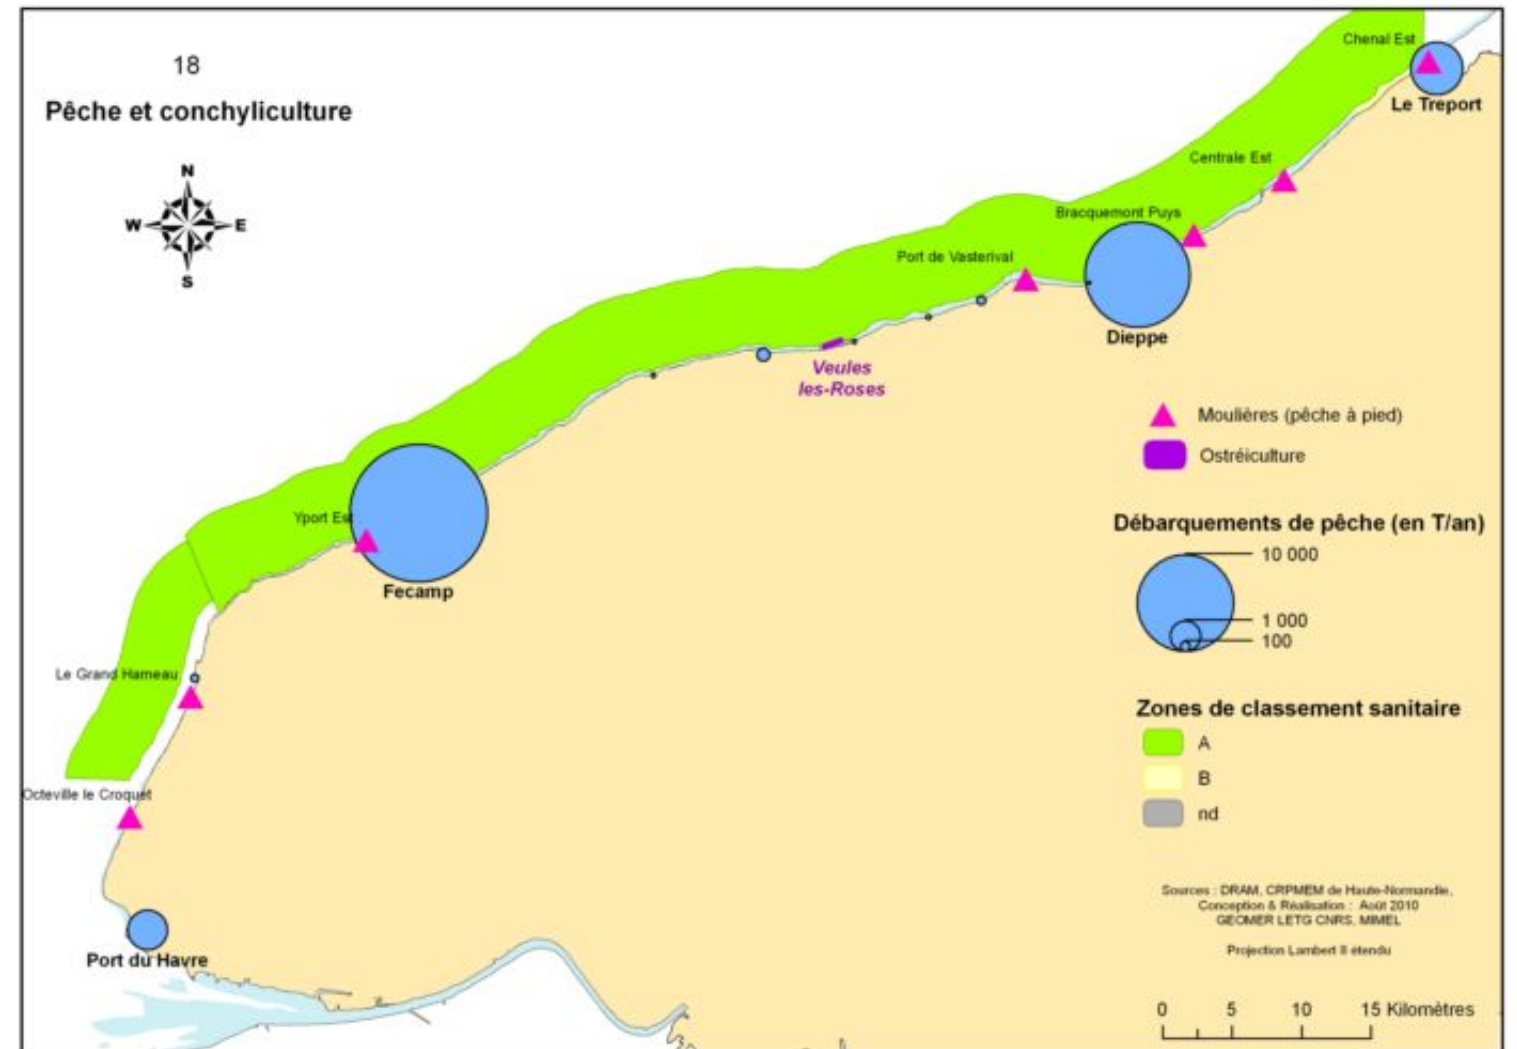 18
Pêche et conchyliculture
N
W E
S
Chenal Est
Le Treport
Centrale Est
Bracquemont Puys
Port de Vasterival
Dieppe
Veules
les-Roses
Yport Est
Fecamp
Le Grand Hameau
Octeville le Croquet
Port du Havre
Moulières (pêche à pied)
Ostréiculture
Débarquements de pêche (en T/an)
10 000
1 000
100
Zones de classement sanitaire
A
B
nd
Sources : DRAM, CRPMEM de Haute-Normandie,
Conception & Réalisation : Août 2010
GEOMER LETG CNRS, MIMEL
Projection Lambert II étendu
0 5 10 15 Kilomètres